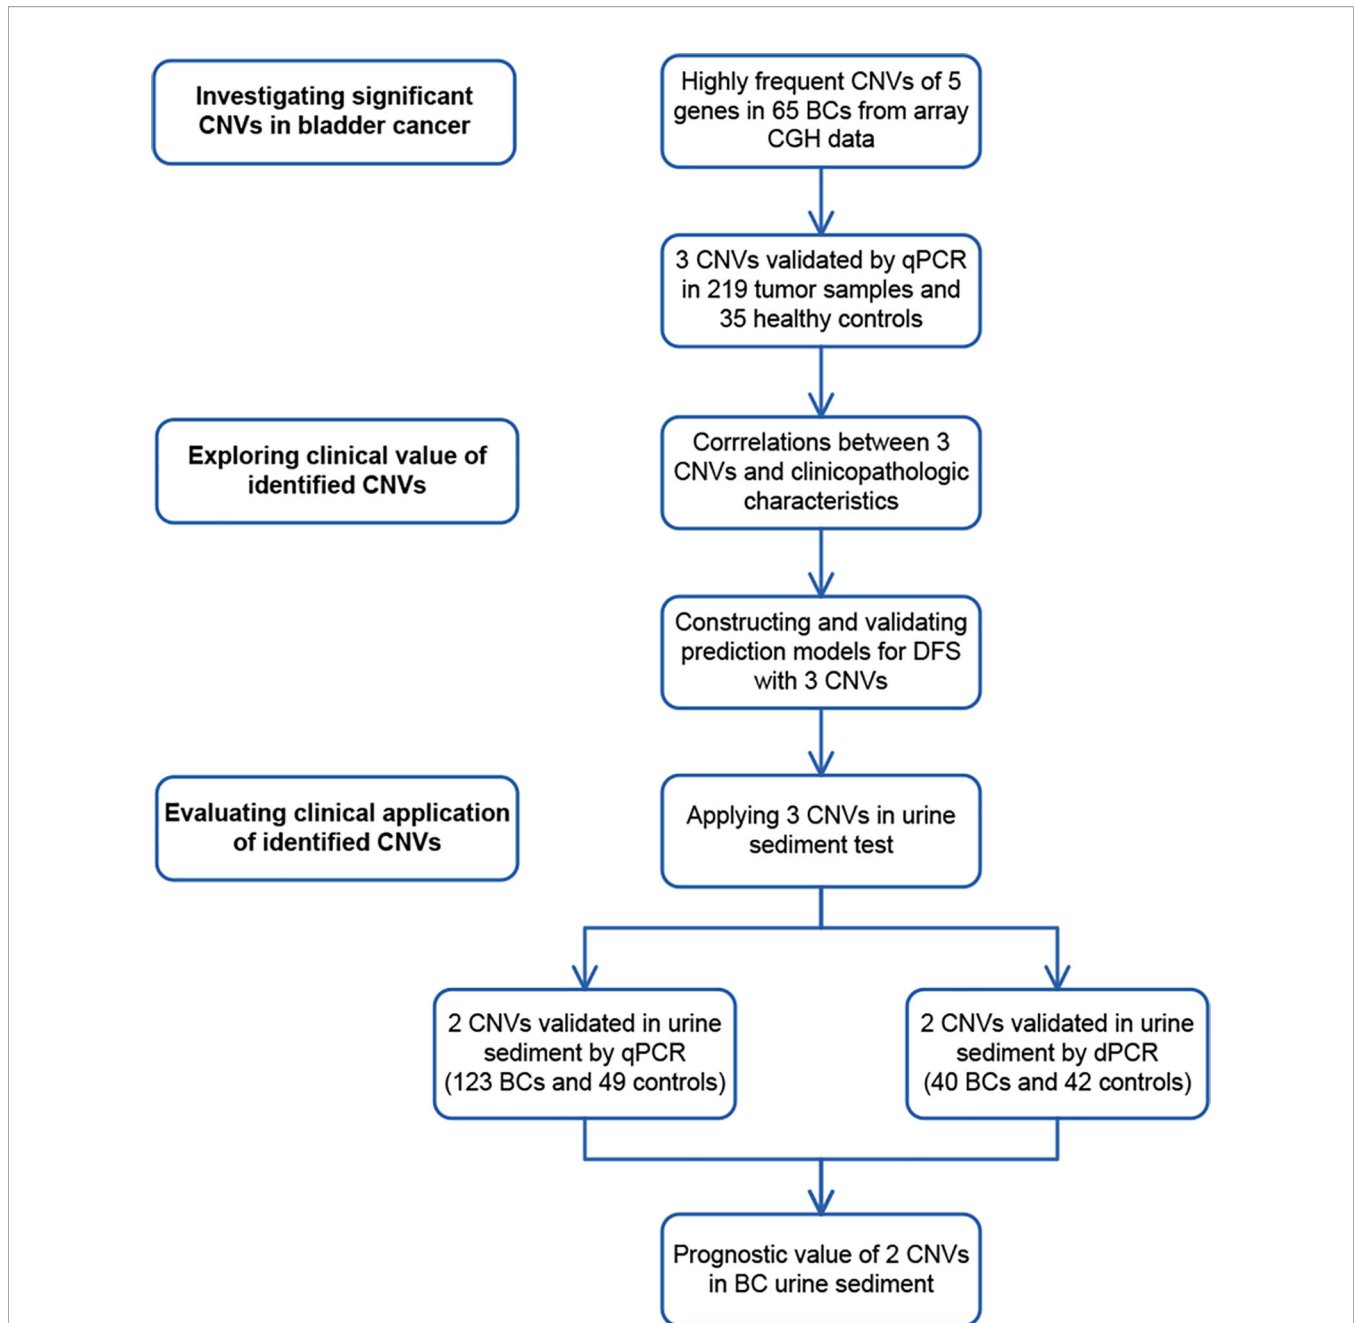 Investigating significant
CNVs in bladder cancer
Highly frequent CNVs of 5
genes in 65 BCs from array
CGH data
3 CNVs validated by qPCR
in 219 tumor samples and
35 healthy controls
Exploring clinical value of
identified CNVs
Corrrelations between 3
CNVs and clinicopathologic
characteristics
Constructing and validating
prediction models for DFS
with 3 CNVs
Evaluating clinical application
of identified CNVs
Applying 3 CNVs in urine
sediment test
2 CNVs validated in urine
sediment by qPCR
(123 BCs and 49 controls)
2 CNVs validated in urine
sediment by dPCR
(40 BCs and 42 controls)
Prognostic value of 2 CNVs
in BC urine sediment